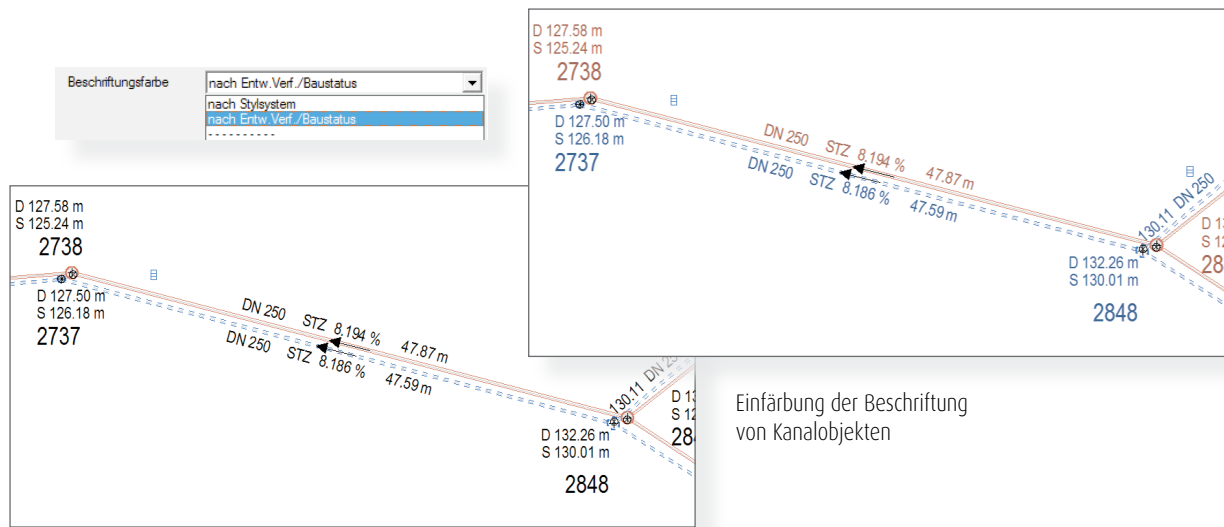 Beschriftungsfarbe
nach Entw.Verf./Baustatus
nach Stylsystem
nach Entw.Verf./Baustatus
- - - - - - - - - -
D 127.58 m
S 125.24 m
2738
D 127.50 m
S 126.18 m
2737
DN 250 STZ 8.194 % 47.87 m
DN 250 STZ 8.186 % 47.59 m
130.11 DN 250
D 132.26 m
S 130.01 m
2848
D 127.58 m
S 125.24 m
2738
D 127.50 m
S 126.18 m
2737
DN 250 STZ 8.194 % 47.87 m
DN 250 STZ 8.186 % 47.59 m
130.11 DN
D 132.26 m
S 130.01 m
2848
Einfärbung der Beschriftung
von Kanalobjekten